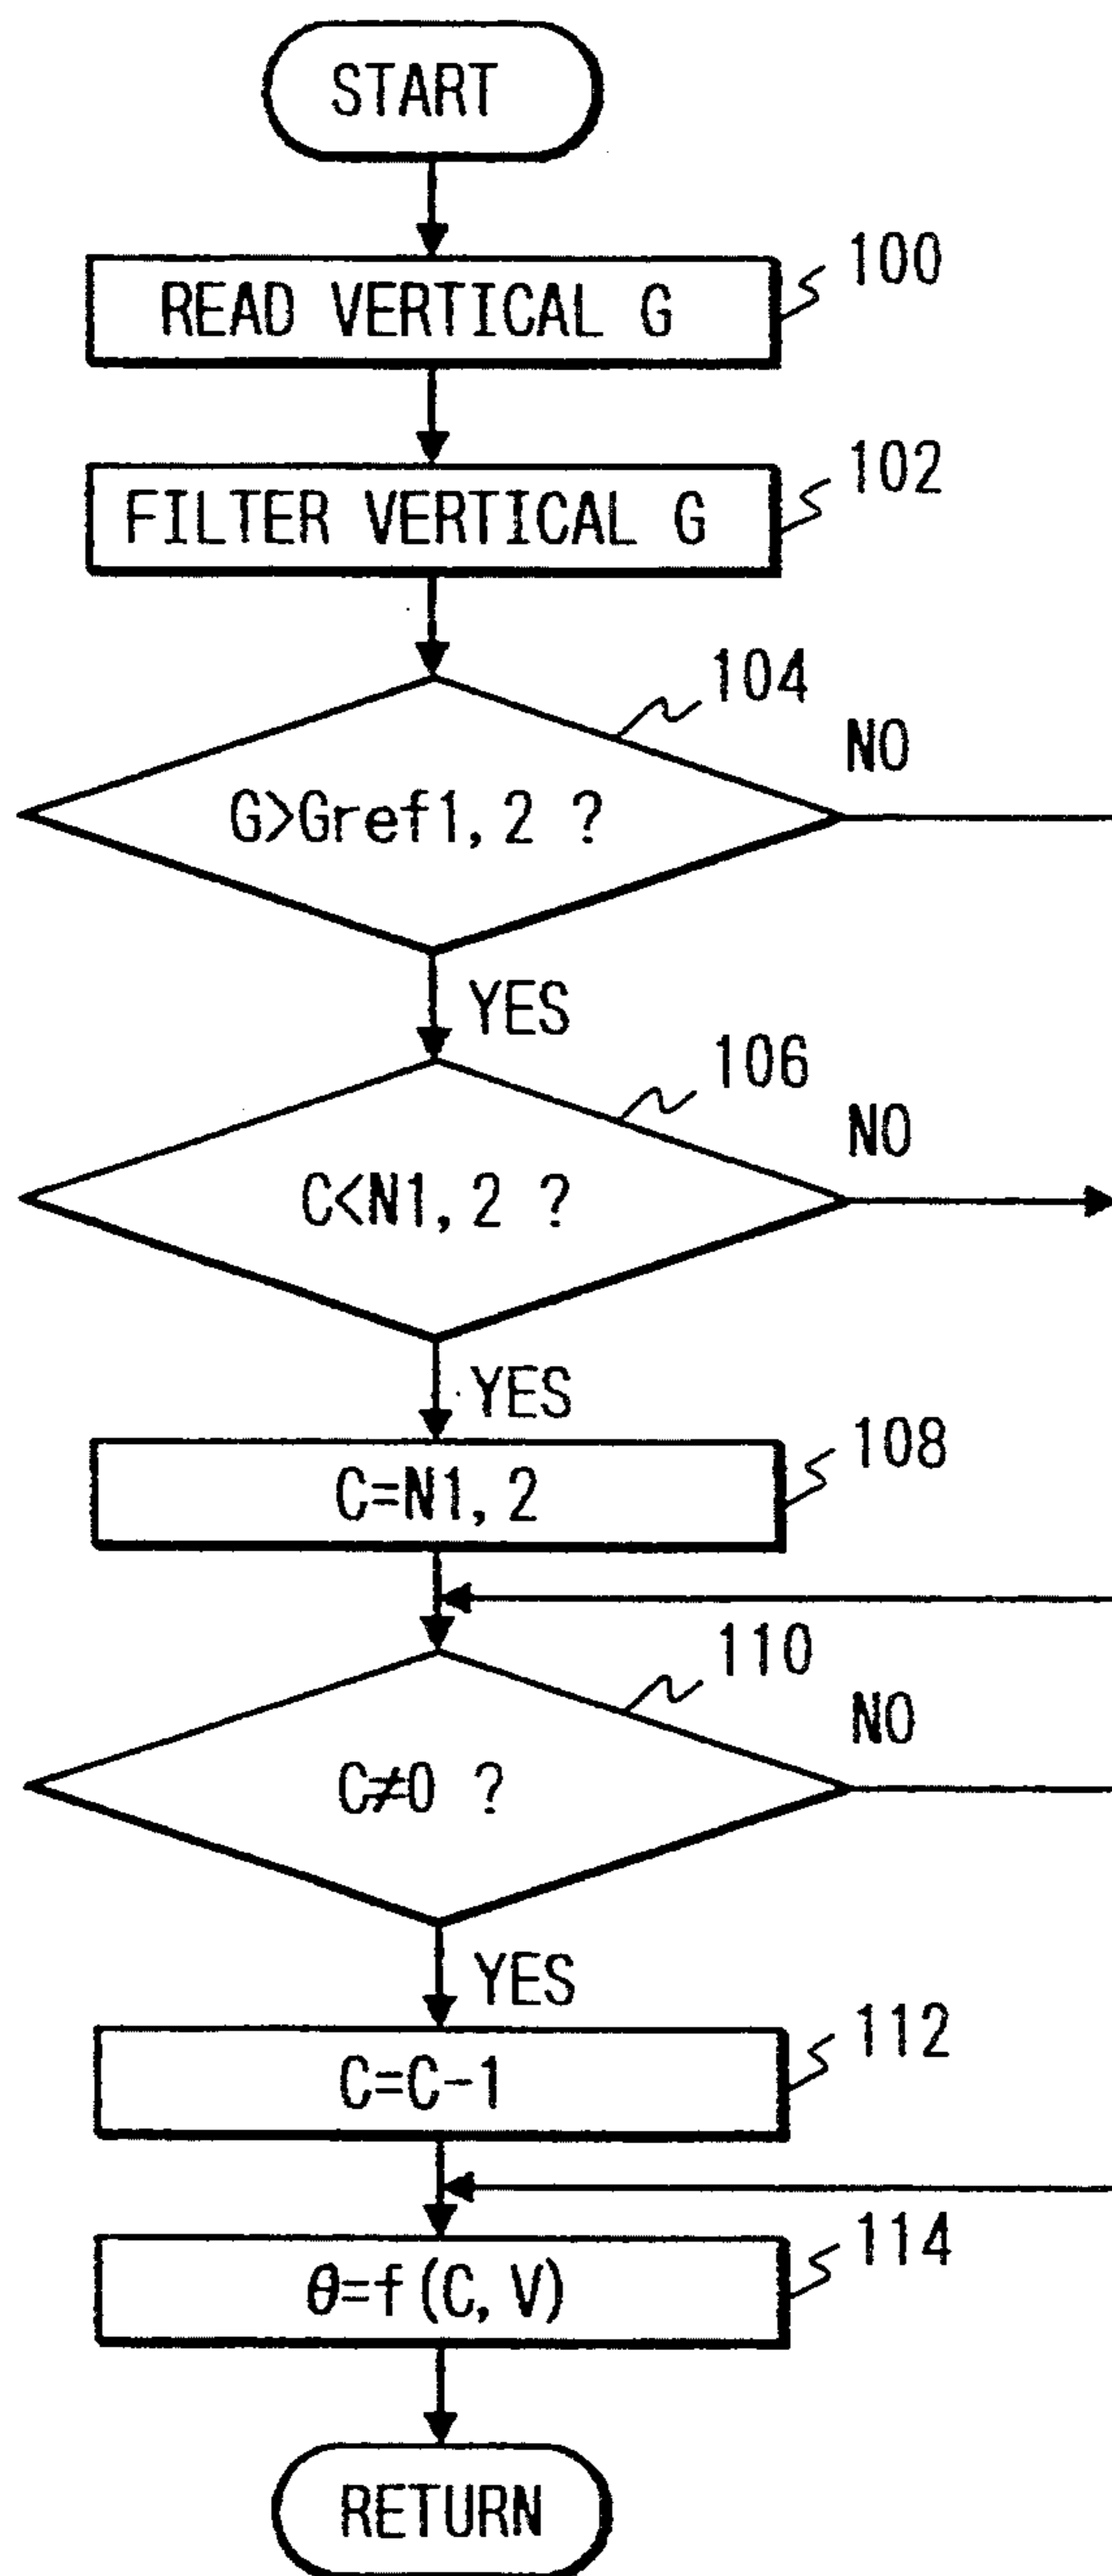 START
READ VERTICAL G
100
FILTER VERTICAL G
102
104
G>Gref1,2 ?
NO
YES
106
C<N1,2 ?
NO
YES
C=N1,2
108
110
C≠0 ?
NO
YES
C=C-1
112
θ=f(C,V)
114
RETURN